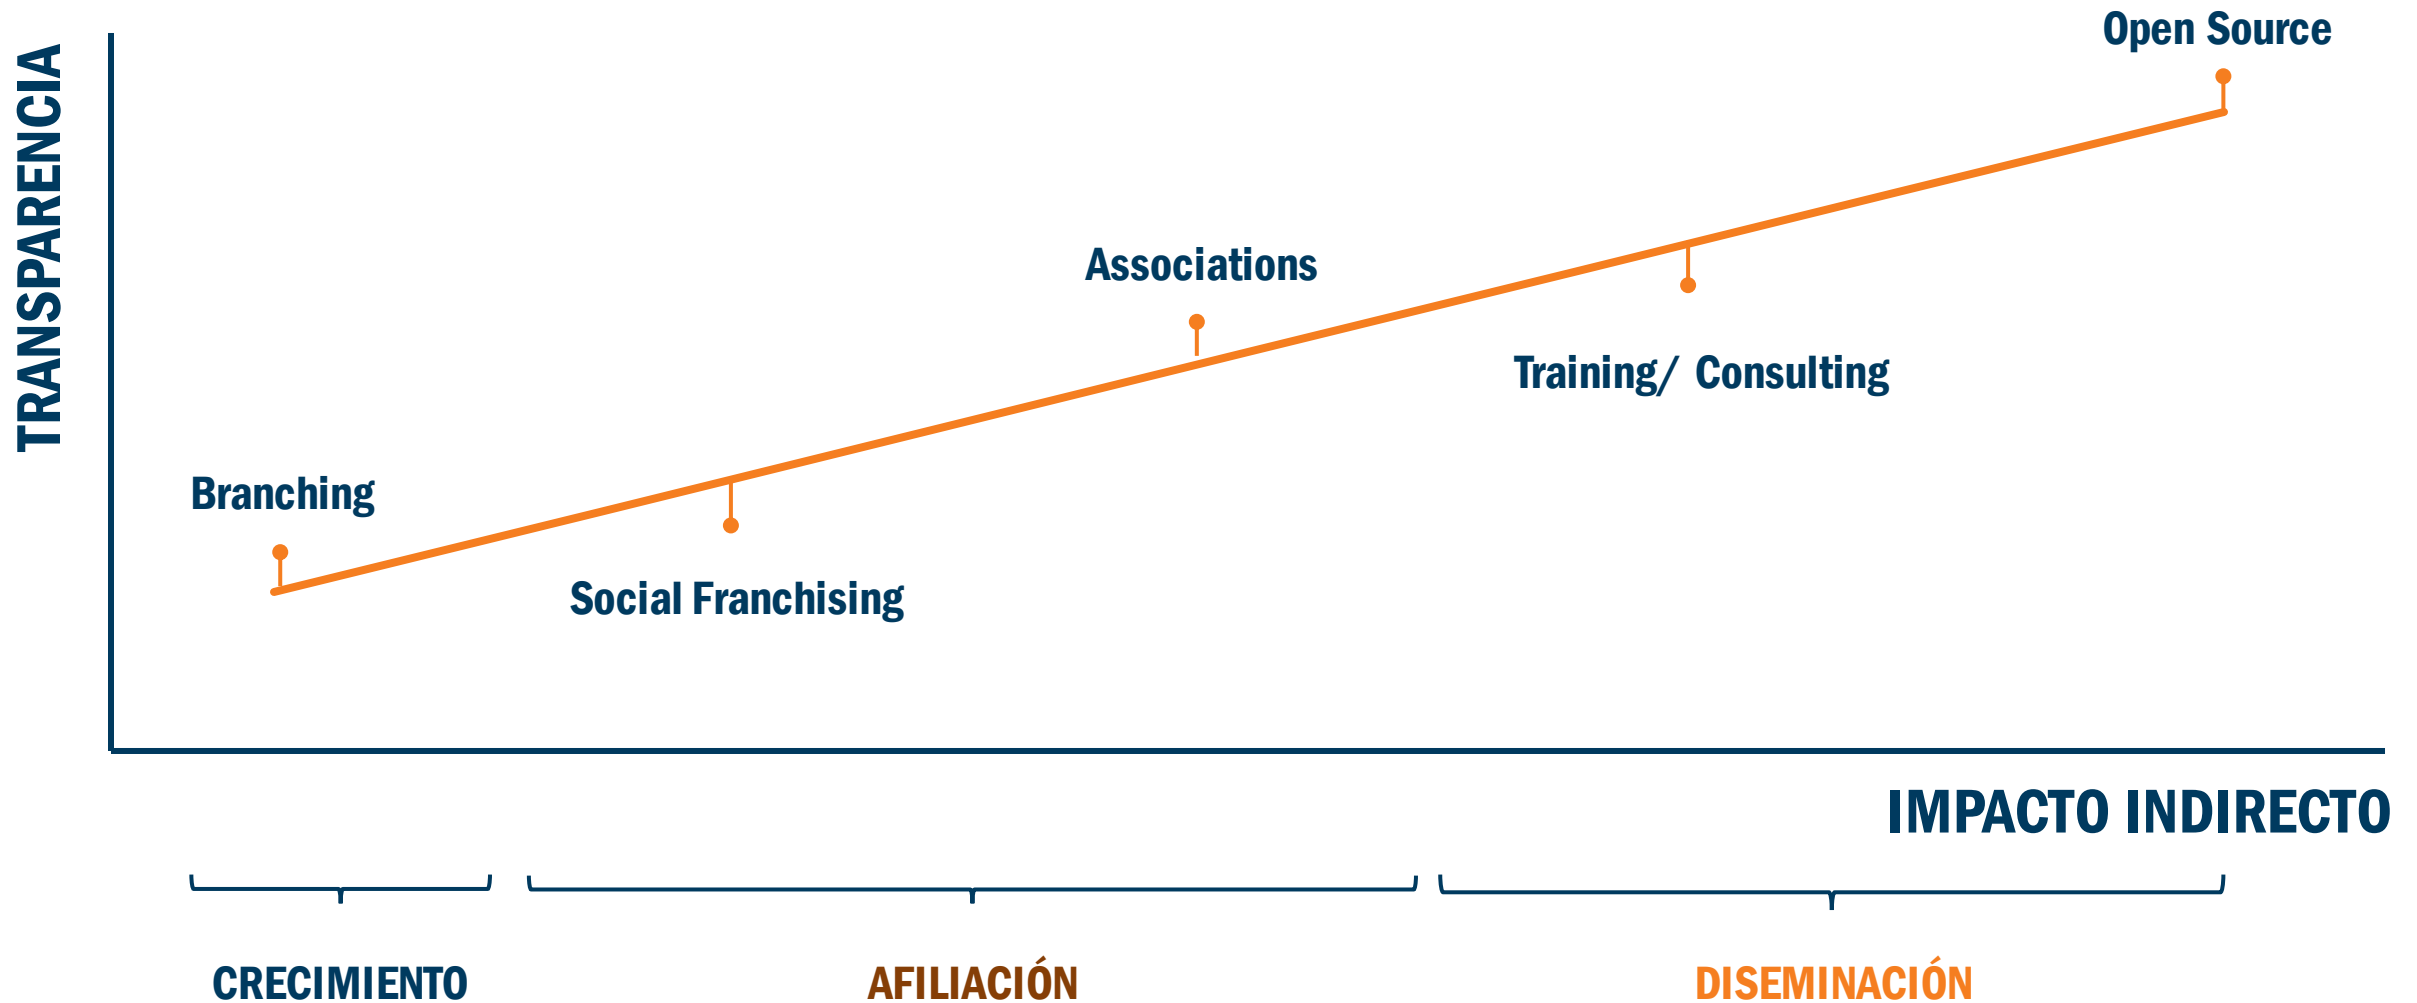 Open Source
TRANSPARENCIA
Associations
Training/ Consulting
Branching
Social Franchising
IMPACTO INDIRECTO
CRECIMIENTO
AFILIACIÓN
DISEMINACIÓN